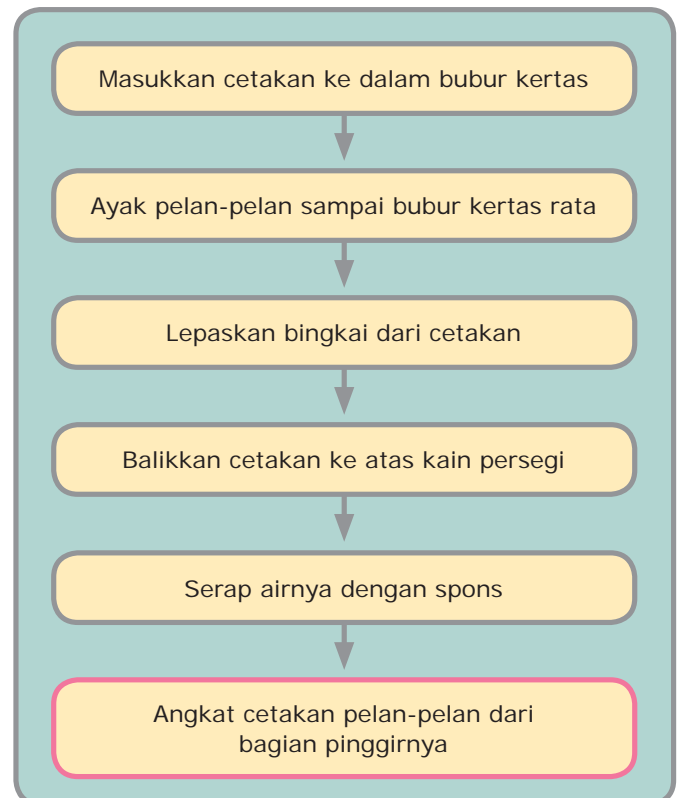 Masukkan cetakan ke dalam bubur kertas
Ayak pelan-pelan sampai bubur kertas rata
Lepaskan bingkai dari cetakan
Balikkan cetakan ke atas kain persegi
Serap airnya dengan spons
Angkat cetakan pelan-pelan dari
bagian pinggirnya